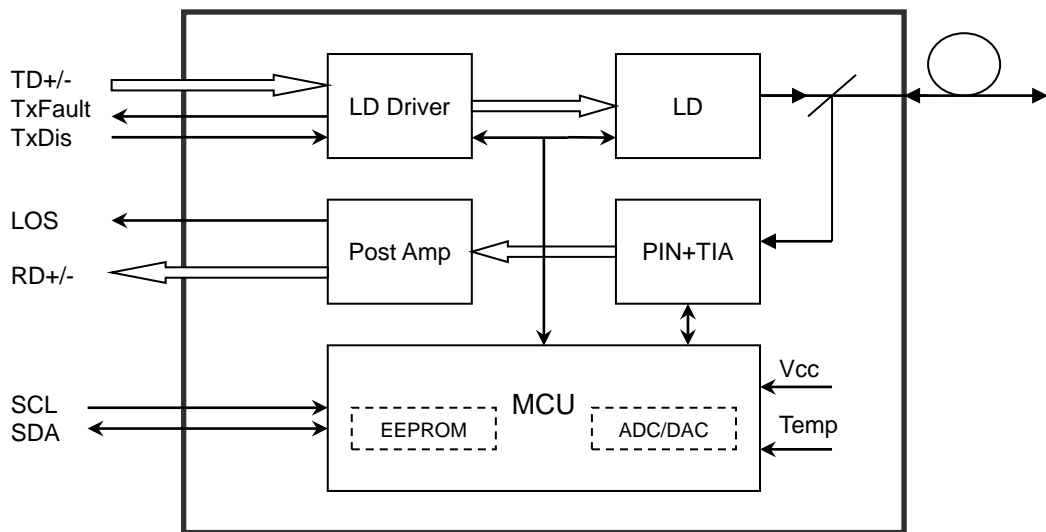 TD+/-
TxFault
TxDis
LD Driver
LD
LOS
RD+/-
Post Amp
PIN+TIA
SCL
SDA
MCU
EEPROM
ADC/DAC
Vcc
Temp